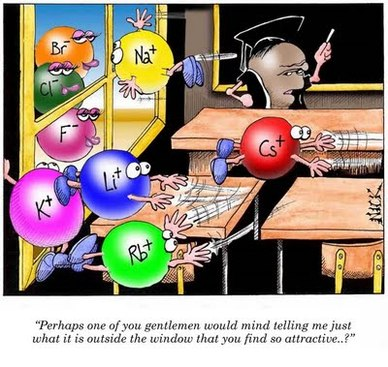 Br⁻
Na⁺
Cl⁻
F⁻
Cs⁺
Li⁺
K⁺
Rb⁺
NICK
“Perhaps one of you gentlemen would mind telling me just
what it is outside the window that you find so attractive..?”